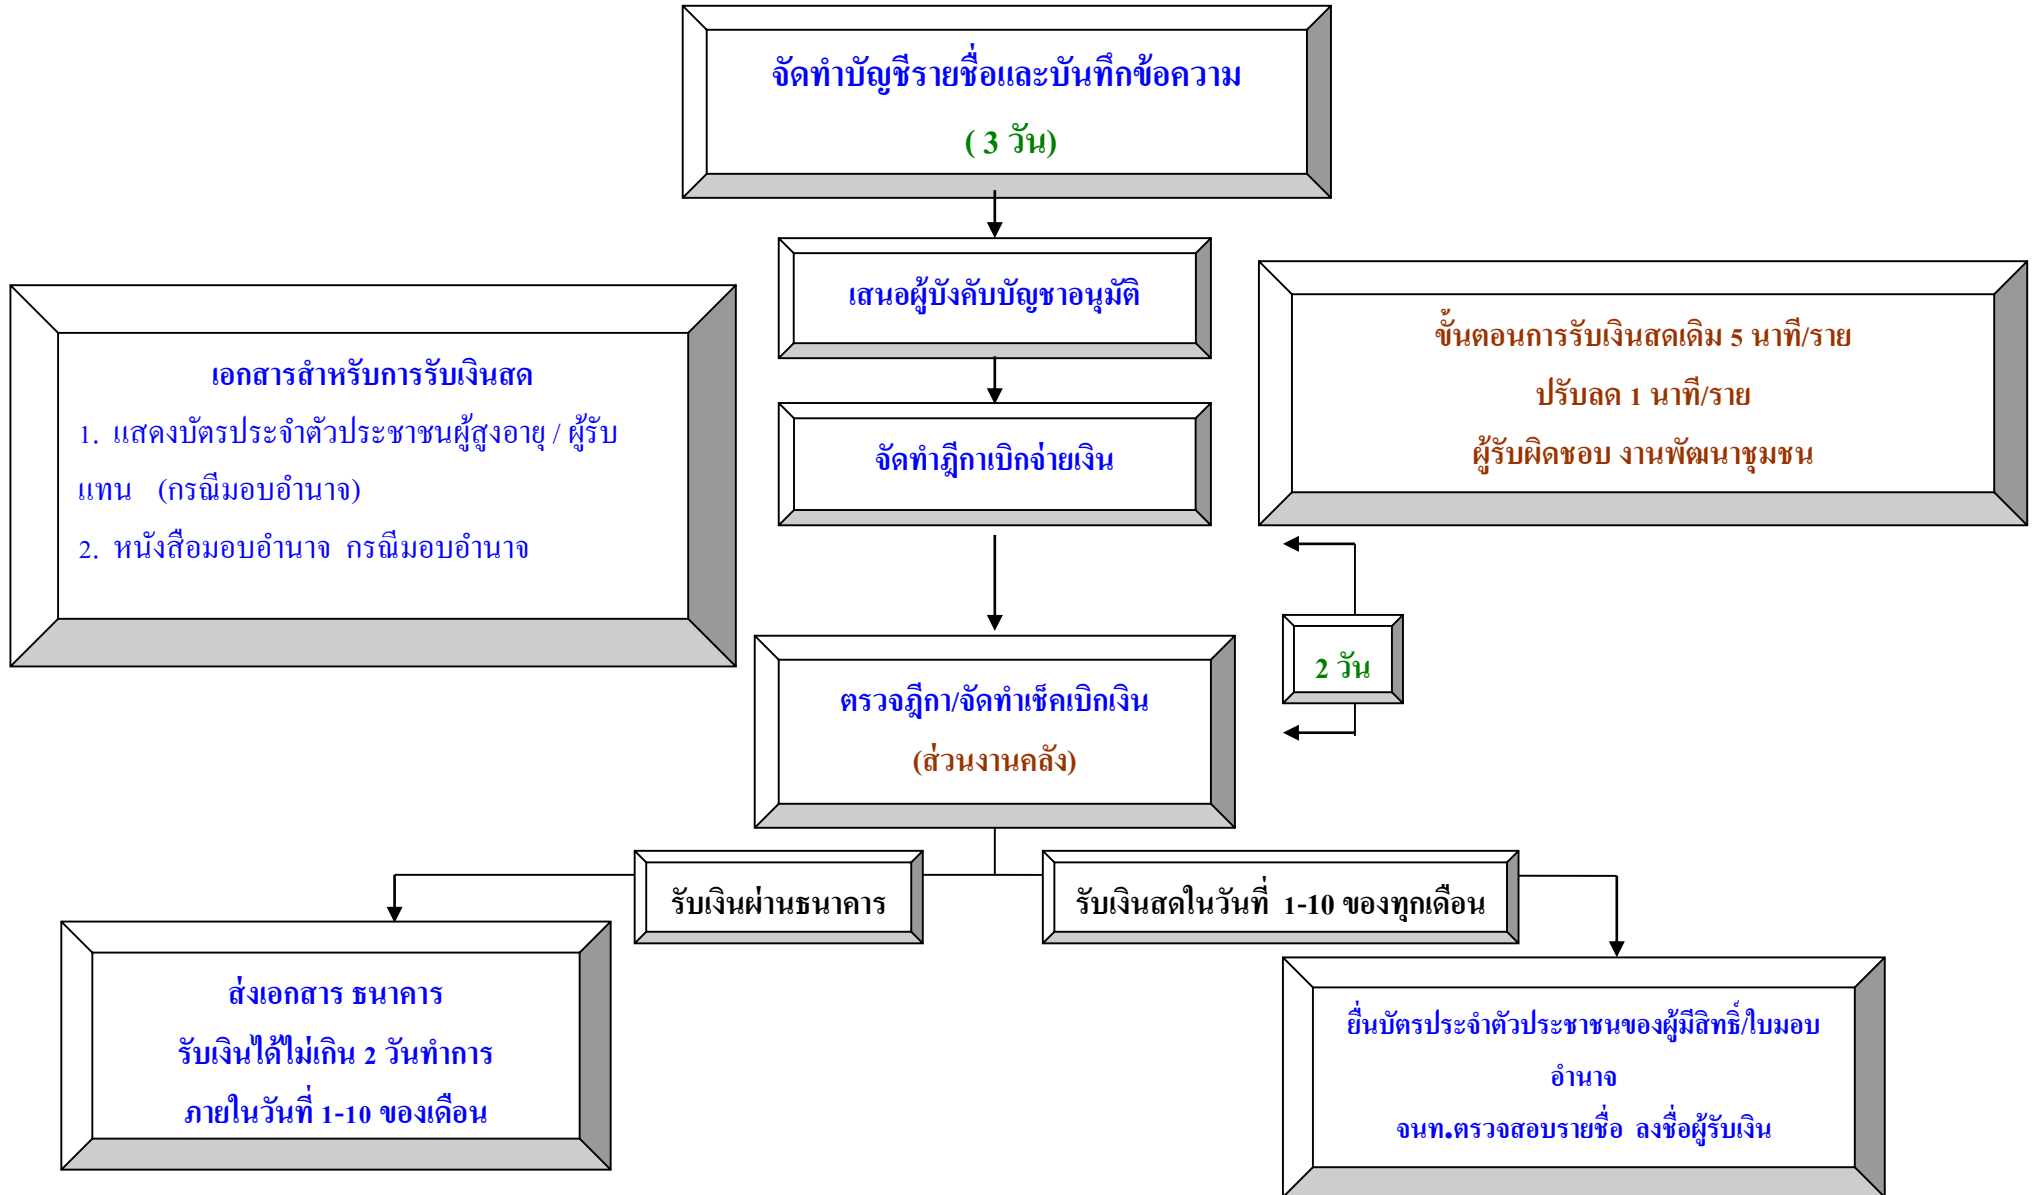 จัดทำบัญชีรายชื่อและบันทึกข้อความ
( 3 วัน)
เสนอผู้บังคับบัญชาอนุมัติ
เอกสารสำหรับการรับเงินสด
1. แสดงบัตรประจำตัวประชาชนผู้สูงอายุ / ผู้รับ
แทน (กรณีมอบอำนาจ)
2. หนังสือมอบอำนาจ กรณีมอบอำนาจ
จัดทำฎีกาเบิกจ่ายเงิน
ขั้นตอนการรับเงินสดเดิม 5 นาที/ราย
ปรับลด 1 นาที/ราย
ผู้รับผิดชอบ งานพัฒนาชุมชน
2 วัน
ตรวจฎีกา/จัดทำเช็คเบิกเงิน
(ส่วนงานคลัง)
รับเงินผ่านธนาคาร
รับเงินสดในวันที่ 1-10 ของทุกเดือน
ส่งเอกสาร ธนาคาร
รับเงินได้ไม่เกิน 2 วันทำการ
ภายในวันที่ 1-10 ของเดือน
ยื่นบัตรประจำตัวประชาชนของผู้มีสิทธิ์/ใบมอบ
อำนาจ
จนท.ตรวจสอบรายชื่อ ลงชื่อผู้รับเงิน